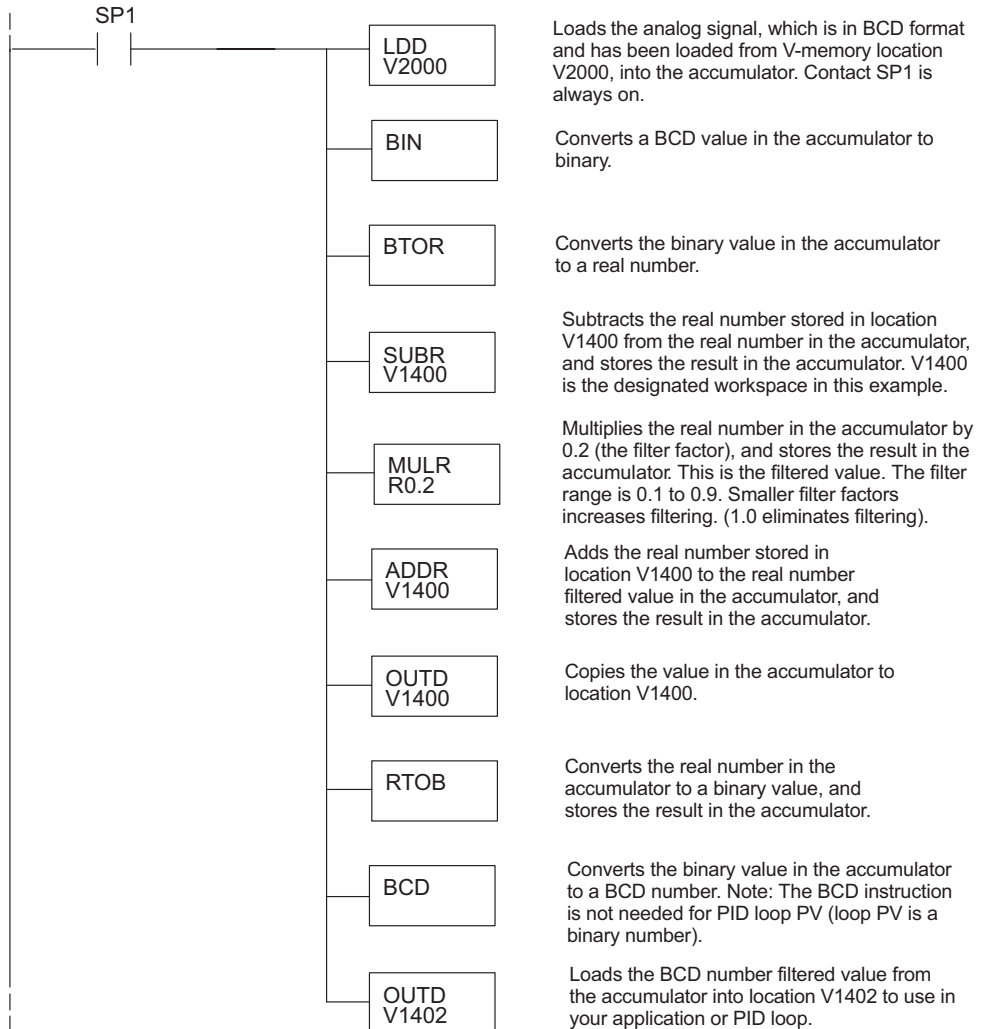 SP1
LDD
V2000
Loads the analog signal, which is in BCD format
and has been loaded from V-memory location
V2000, into the accumulator. Contact SP1 is
always on.
BIN
Converts a BCD value in the accumulator to
binary.
BTOR
Converts the binary value in the accumulator
to a real number.
SUBR
V1400
Subtracts the real number stored in location
V1400 from the real number in the accumulator,
and stores the result in the accumulator. V1400
is the designated workspace in this example.
MULR
R0.2
Multiplies the real number in the accumulator by
0.2 (the filter factor), and stores the result in the
accumulator. This is the filtered value. The filter
range is 0.1 to 0.9. Smaller filter factors
increases filtering. (1.0 eliminates filtering).
ADDR
V1400
Adds the real number stored in
location V1400 to the real number
filtered value in the accumulator, and
stores the result in the accumulator.
OUTD
V1400
Copies the value in the accumulator to
location V1400.
RTOB
Converts the real number in the
accumulator to a binary value, and
stores the result in the accumulator.
BCD
Converts the binary value in the accumulator
to a BCD number. Note: The BCD instruction
is not needed for PID loop PV (loop PV is a
binary number).
OUTD
V1402
Loads the BCD number filtered value from
the accumulator into location V1402 to use in
your application or PID loop.